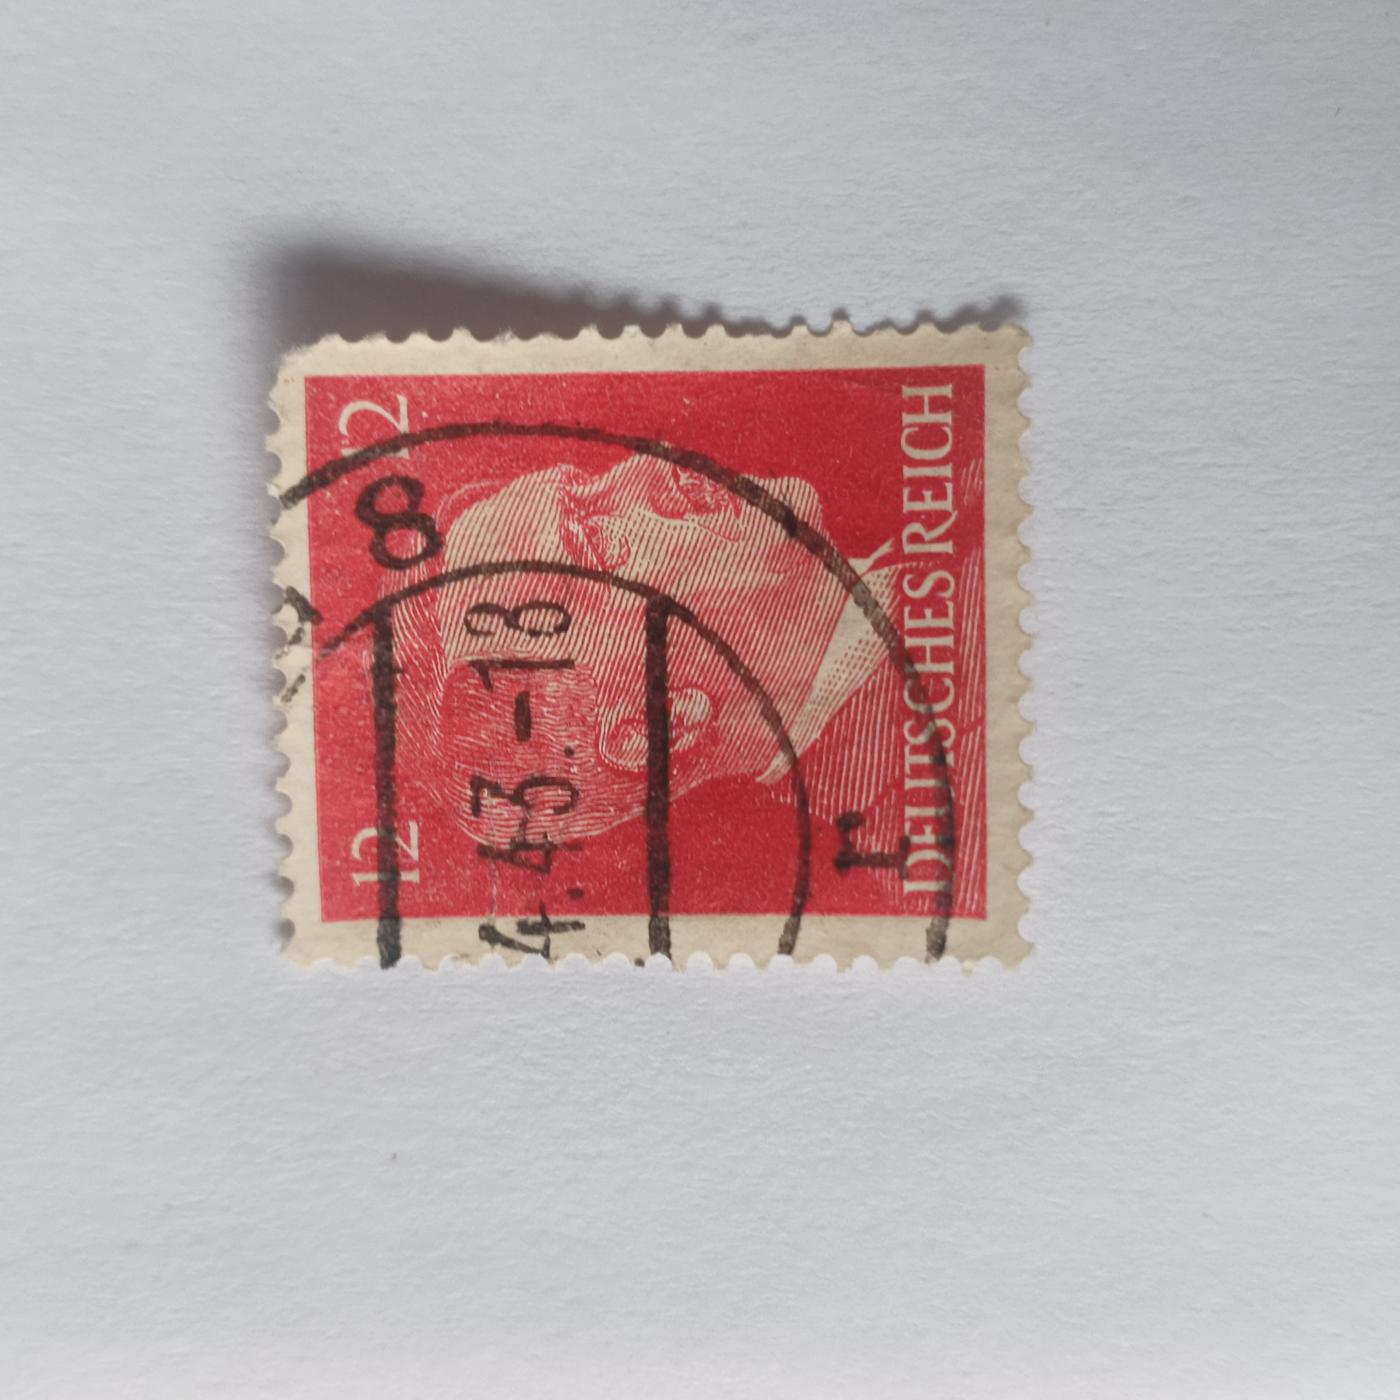 12 12
DEUTSCHES REICH
8
4.43.-18
r